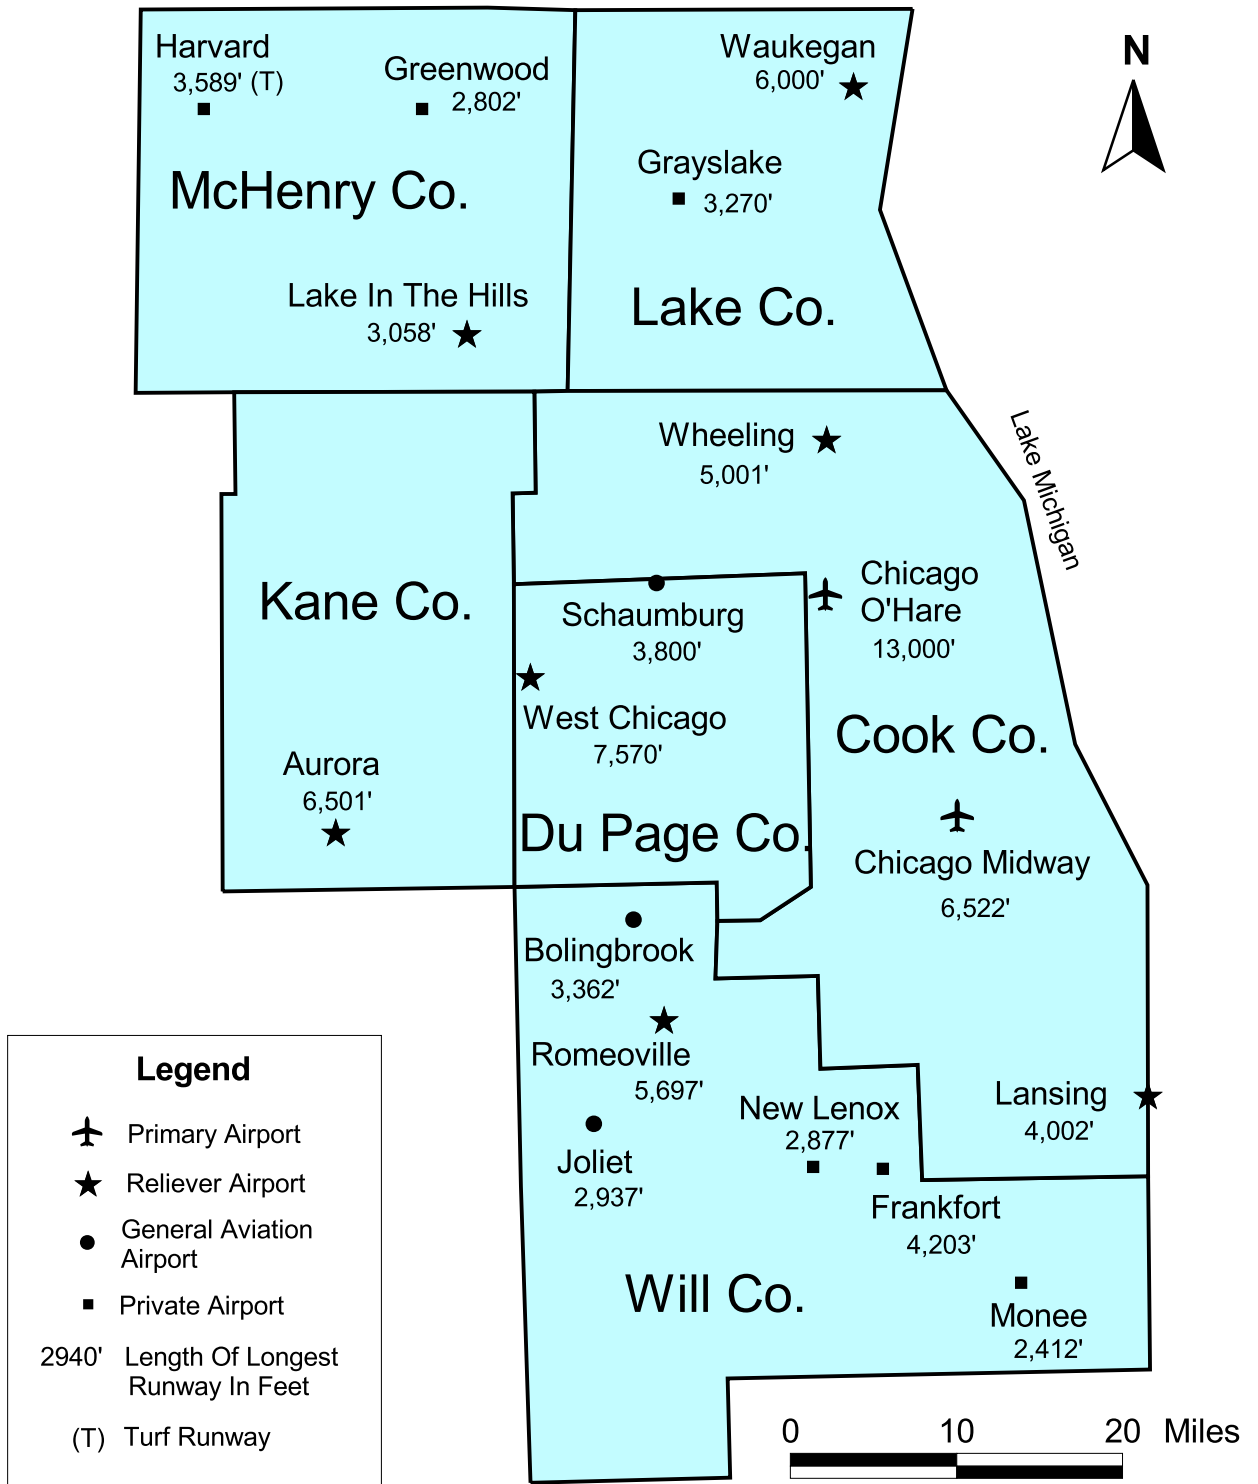 Harvard
3,589' (T)
Greenwood
2,802'
McHenry Co.
Lake In The Hills
3,058'
Waukegan
6,000'
Grayslake
3,270'
Lake Co.
N
Wheeling
5,001'
Lake Michigan
Kane Co.
Aurora
6,501'
Schaumburg
3,800'
West Chicago
7,570'
Du Page Co.
Chicago
O'Hare
13,000'
Cook Co.
Chicago Midway
6,522'
Bolingbrook
3,362'
Romeoville
5,697'
Joliet
2,937'
New Lenox
2,877'
Lansing
4,002'
Frankfort
4,203'
Will Co.
Monee
2,412'
Legend
Primary Airport
Reliever Airport
General Aviation
Airport
Private Airport
2940' Length Of Longest
Runway In Feet
(T) Turf Runway
0 10 20 Miles